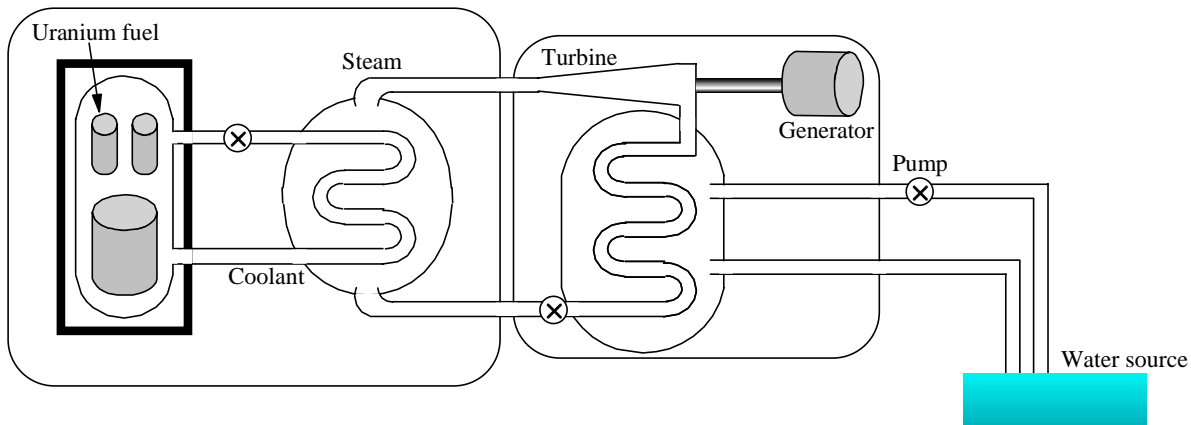 Uranium fuel
Steam
Turbine
Generator
Pump
Coolant
Water source